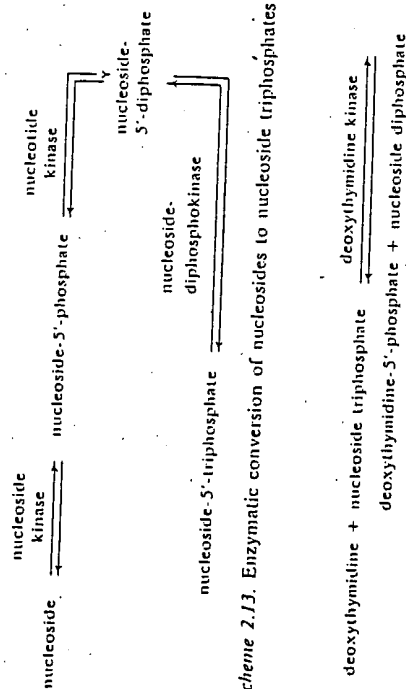 nucleoside
kinase
nucleotide
kinase
nucleoside
nucleoside-5'-phosphate
nucleoside-
5'-diphosphate
nucleoside-
diphosphokinase
nucleoside-5'-triphosphate
cheme 2.13. Enzymatic conversion of nucleosides to nucleoside triphosphates
deoxythymidine kinase
deoxythymidine + nucleoside triphosphate
deoxythymidine-5'-phosphate + nucleoside diphosphate